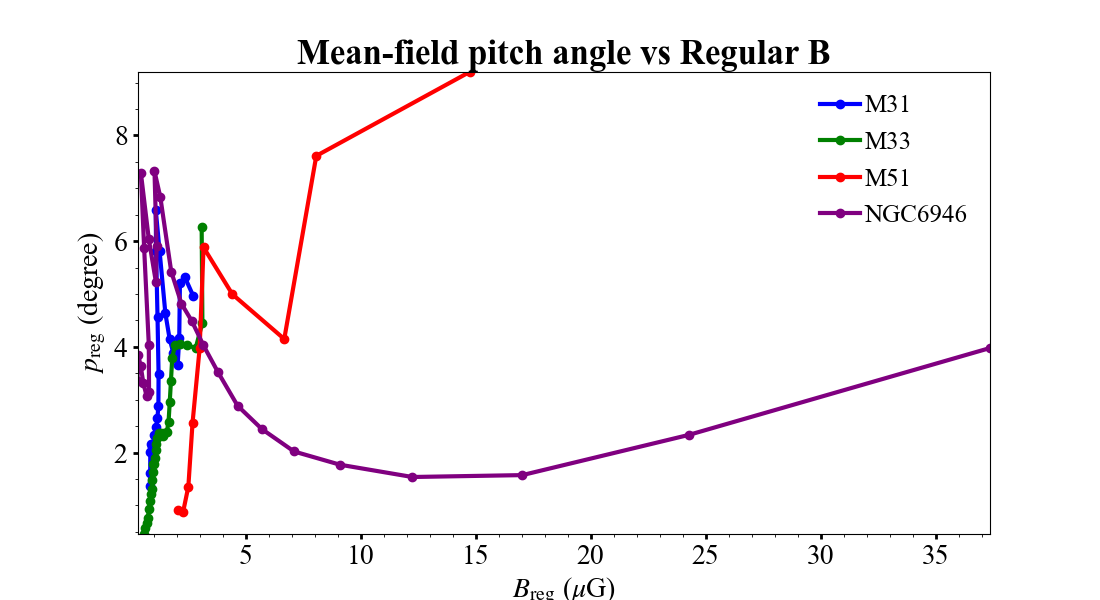 Mean-field pitch angle vs Regular B
M31
M33
M51
NGC6946
8
6
4
2
p_reg (degree)
5 10 15 20 25 30 35
B_reg (μG)